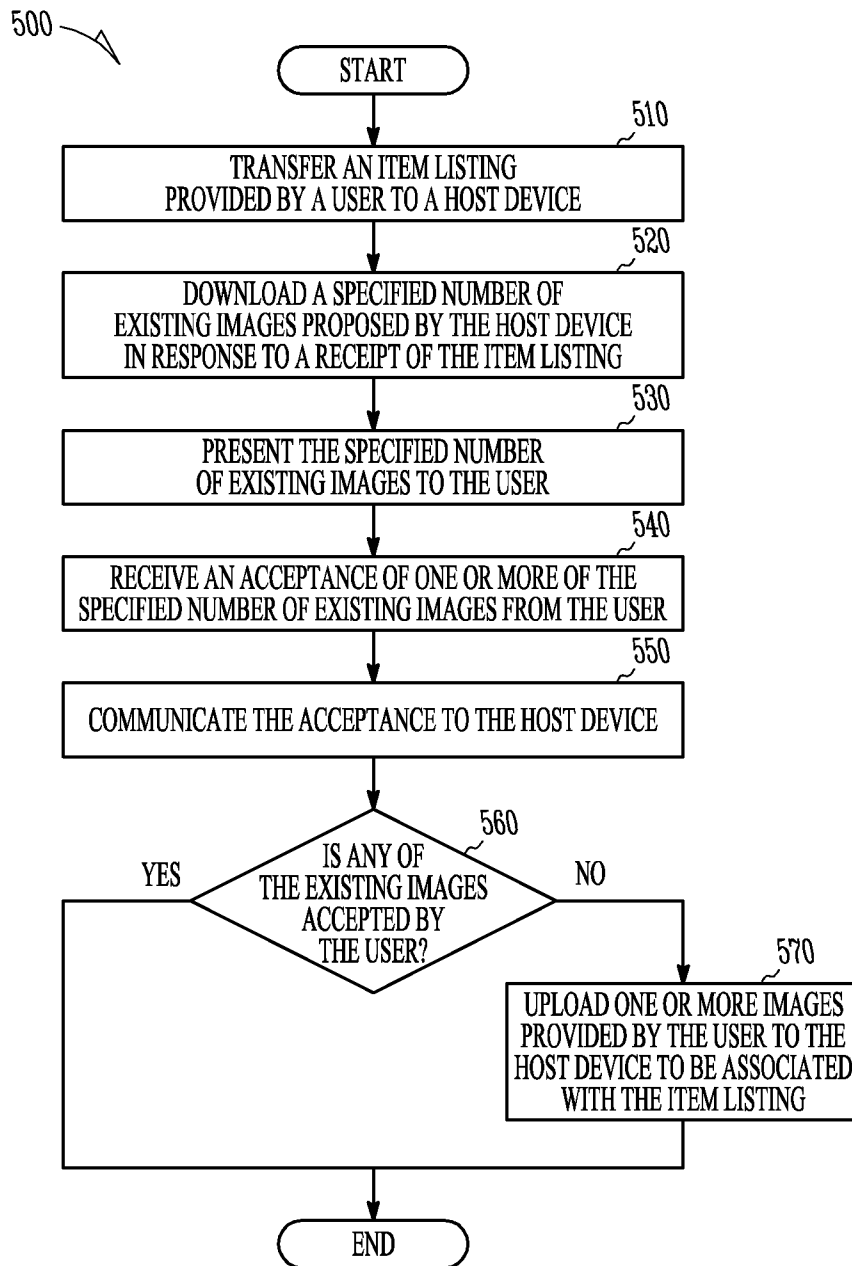 500
START
510
TRANSFER AN ITEM LISTING
PROVIDED BY A USER TO A HOST DEVICE
520
DOWNLOAD A SPECIFIED NUMBER OF
EXISTING IMAGES PROPOSED BY THE HOST DEVICE
IN RESPONSE TO A RECEIPT OF THE ITEM LISTING
530
PRESENT THE SPECIFIED NUMBER
OF EXISTING IMAGES TO THE USER
540
RECEIVE AN ACCEPTANCE OF ONE OR MORE OF THE
SPECIFIED NUMBER OF EXISTING IMAGES FROM THE USER
550
COMMUNICATE THE ACCEPTANCE TO THE HOST DEVICE
560
IS ANY OF
THE EXISTING IMAGES
ACCEPTED BY
THE USER?
YES
NO
570
UPLOAD ONE OR MORE IMAGES
PROVIDED BY THE USER TO THE
HOST DEVICE TO BE ASSOCIATED
WITH THE ITEM LISTING
END